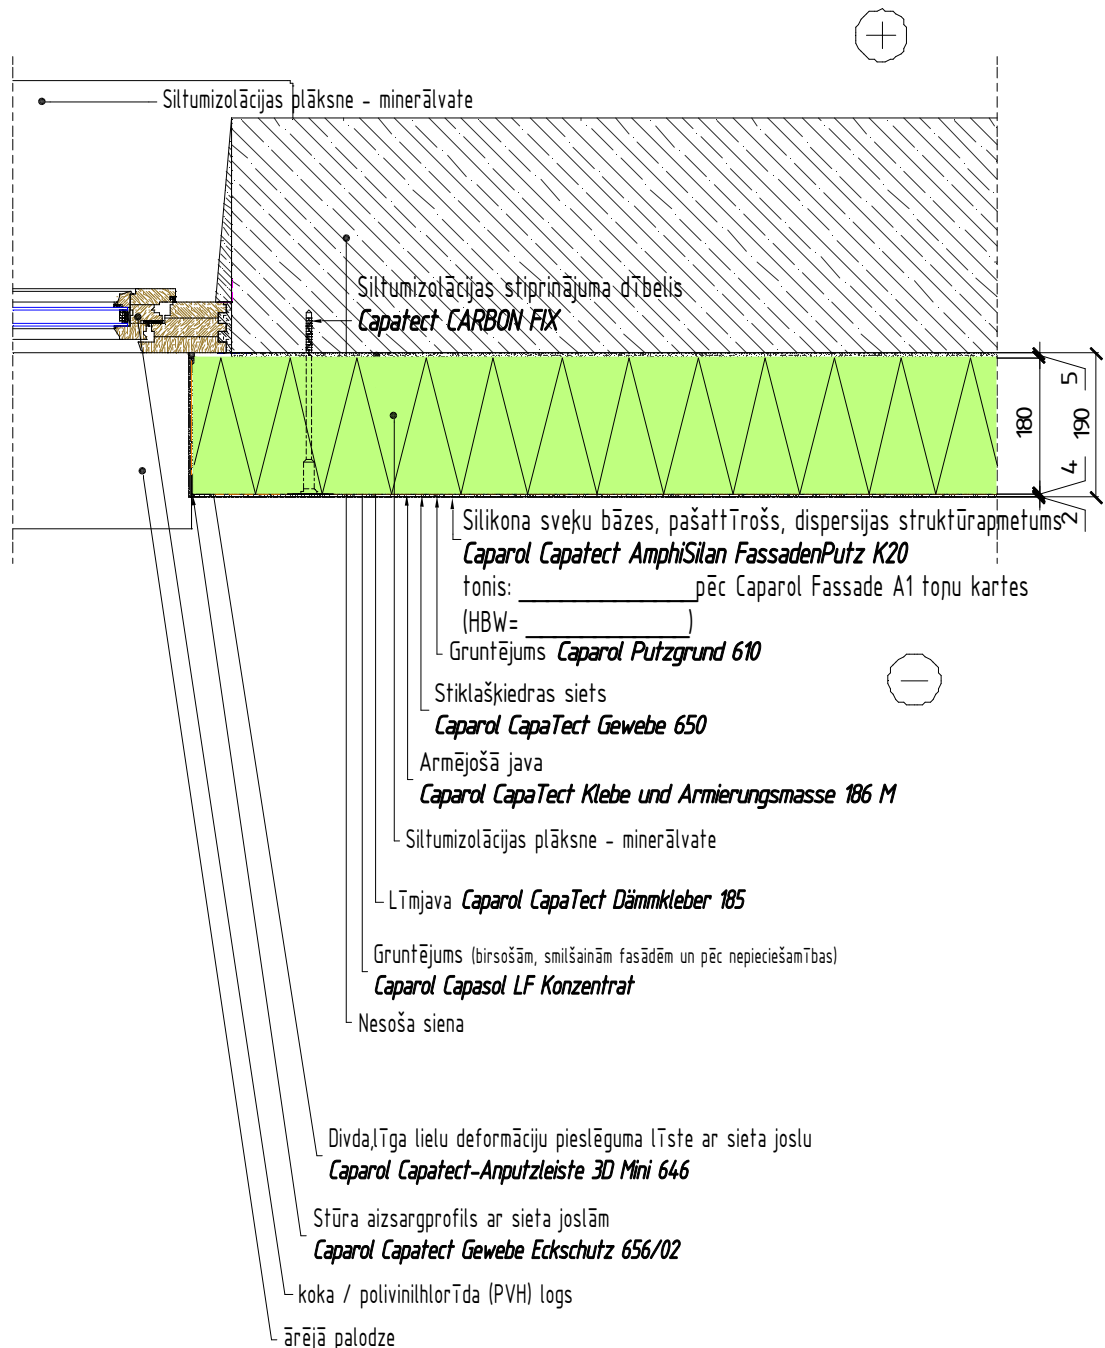 Siltumizolācijas plāksne - minerālvate
Siltumizolācijas stiprinājuma dībelis
Capatect CARBON FIX
180
5
190
4
2
Silikona sveķu bāzes, pašattīrošs, dispersijas struktūrapmetums
Caparol Capatect AmphiSilan FassadenPutz K20
tonis: ________________pēc Caparol Fassade A1 toņu kartes
(HBW= _______________)
Gruntējums Caparol Putzgrund 610
Stiklašķiedras siets
Caparol CapaTect Gewebe 650
Armējošā java
Caparol CapaTect Klebe und Armierungsmasse 186 M
Siltumizolācijas plāksne - minerālvate
Līmjava Caparol CapaTect Dämmkleber 185
Gruntējums (birsošām, smilšainām fasādēm un pēc nepieciešamības)
Caparol Capasol LF Konzentrat
Nesoša siena
Divda,līga lielu deformāciju pieslēguma līste ar sieta joslu
Caparol Capatect-Anputzleiste 3D Mini 646
Stūra aizsargprofils ar sieta joslām
Caparol Capatect Gewebe Eckschutz 656/02
koka / polivinilhlorīda (PVH) logs
ārējā palodze